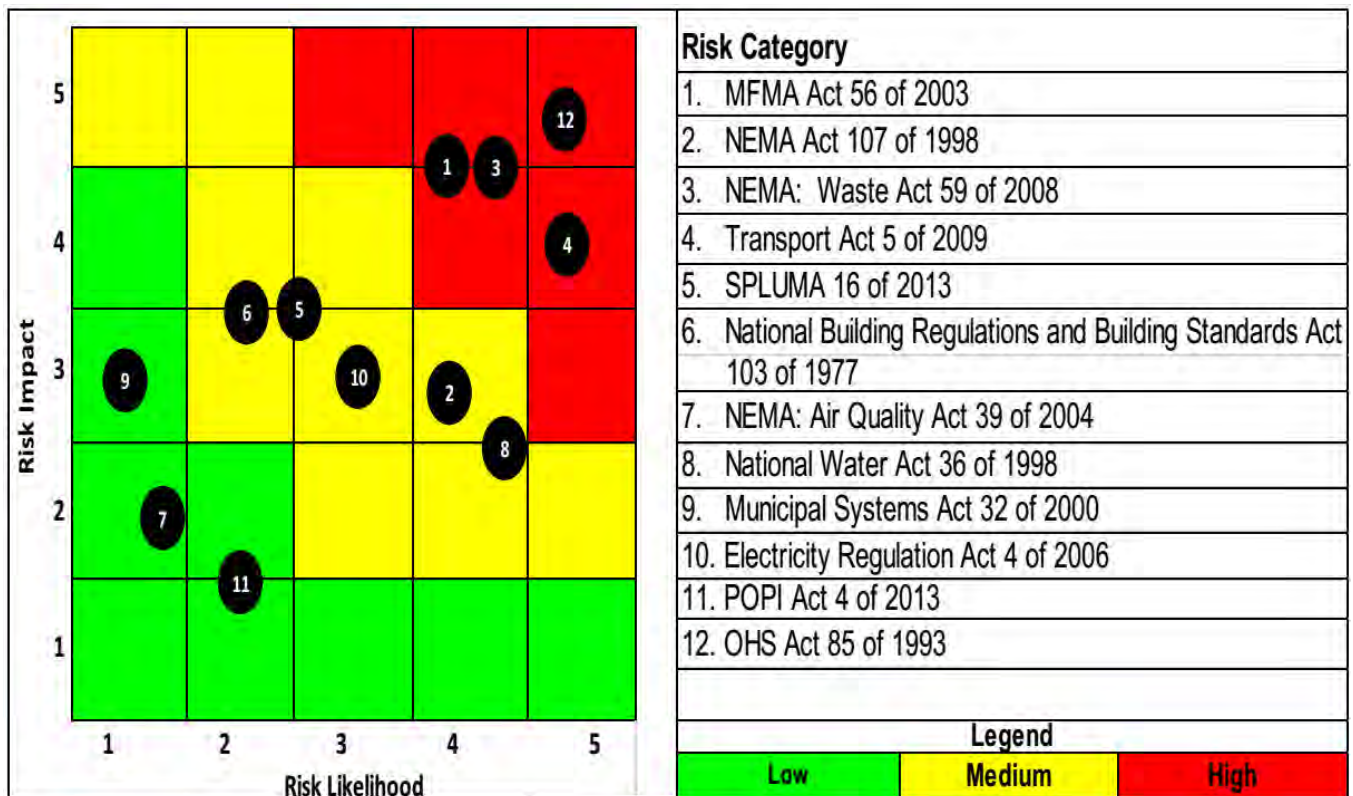 5
4
3
2
1
Risk Impact
12
1
3
4
6
5
9
10
2
8
7
11
1 2 3 4 5
Risk Likelihood
Risk Category
1. MFMA Act 56 of 2003
2. NEMA Act 107 of 1998
3. NEMA: Waste Act 59 of 2008
4. Transport Act 5 of 2009
5. SPLUMA 16 of 2013
6. National Building Regulations and Building Standards Act
103 of 1977
7. NEMA: Air Quality Act 39 of 2004
8. National Water Act 36 of 1998
9. Municipal Systems Act 32 of 2000
10. Electricity Regulation Act 4 of 2006
11. POPI Act 4 of 2013
12. OHS Act 85 of 1993
Legend
Low Medium High